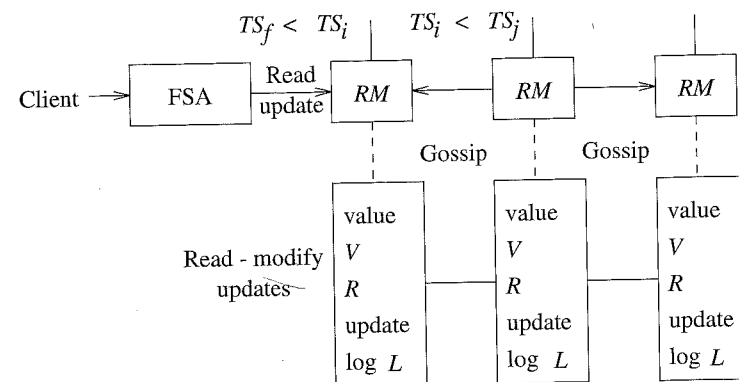 TSf < TSi TSi < TSj
Client FSA Read update RM RM RM
Gossip Gossip
value value value
V V V
Read - modify R R R
updates update update update
log L log L log L